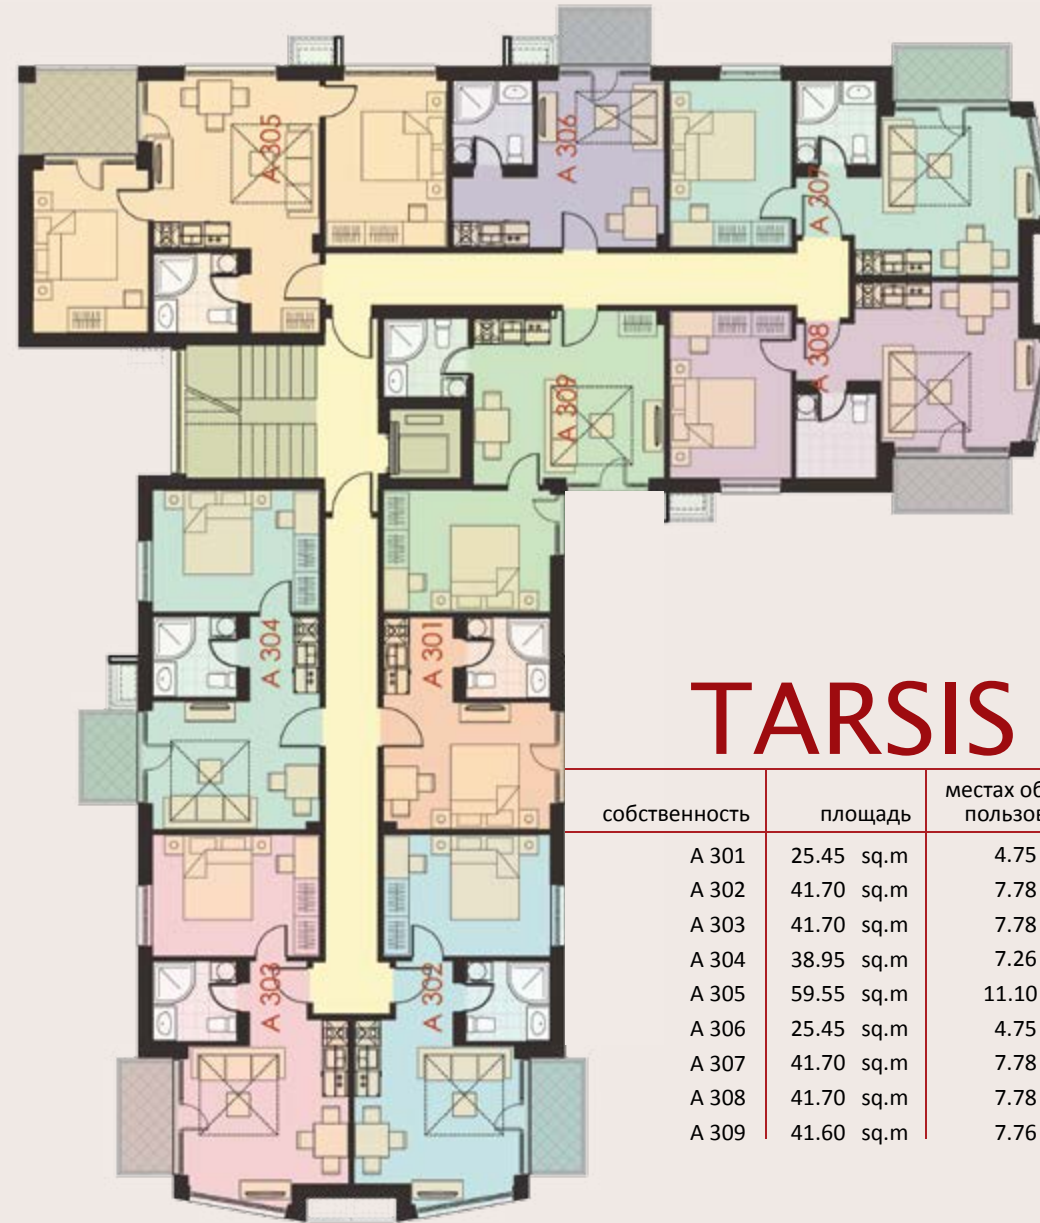 A 305
A 306
A 307
A 308
A 309
A 304
A 301
A 303
A 302
TARSIS
собственность площадь местах об
пользов
A 301 25.45 sq.m 4.75
A 302 41.70 sq.m 7.78
A 303 41.70 sq.m 7.78
A 304 38.95 sq.m 7.26
A 305 59.55 sq.m 11.10
A 306 25.45 sq.m 4.75
A 307 41.70 sq.m 7.78
A 308 41.70 sq.m 7.78
A 309 41.60 sq.m 7.76